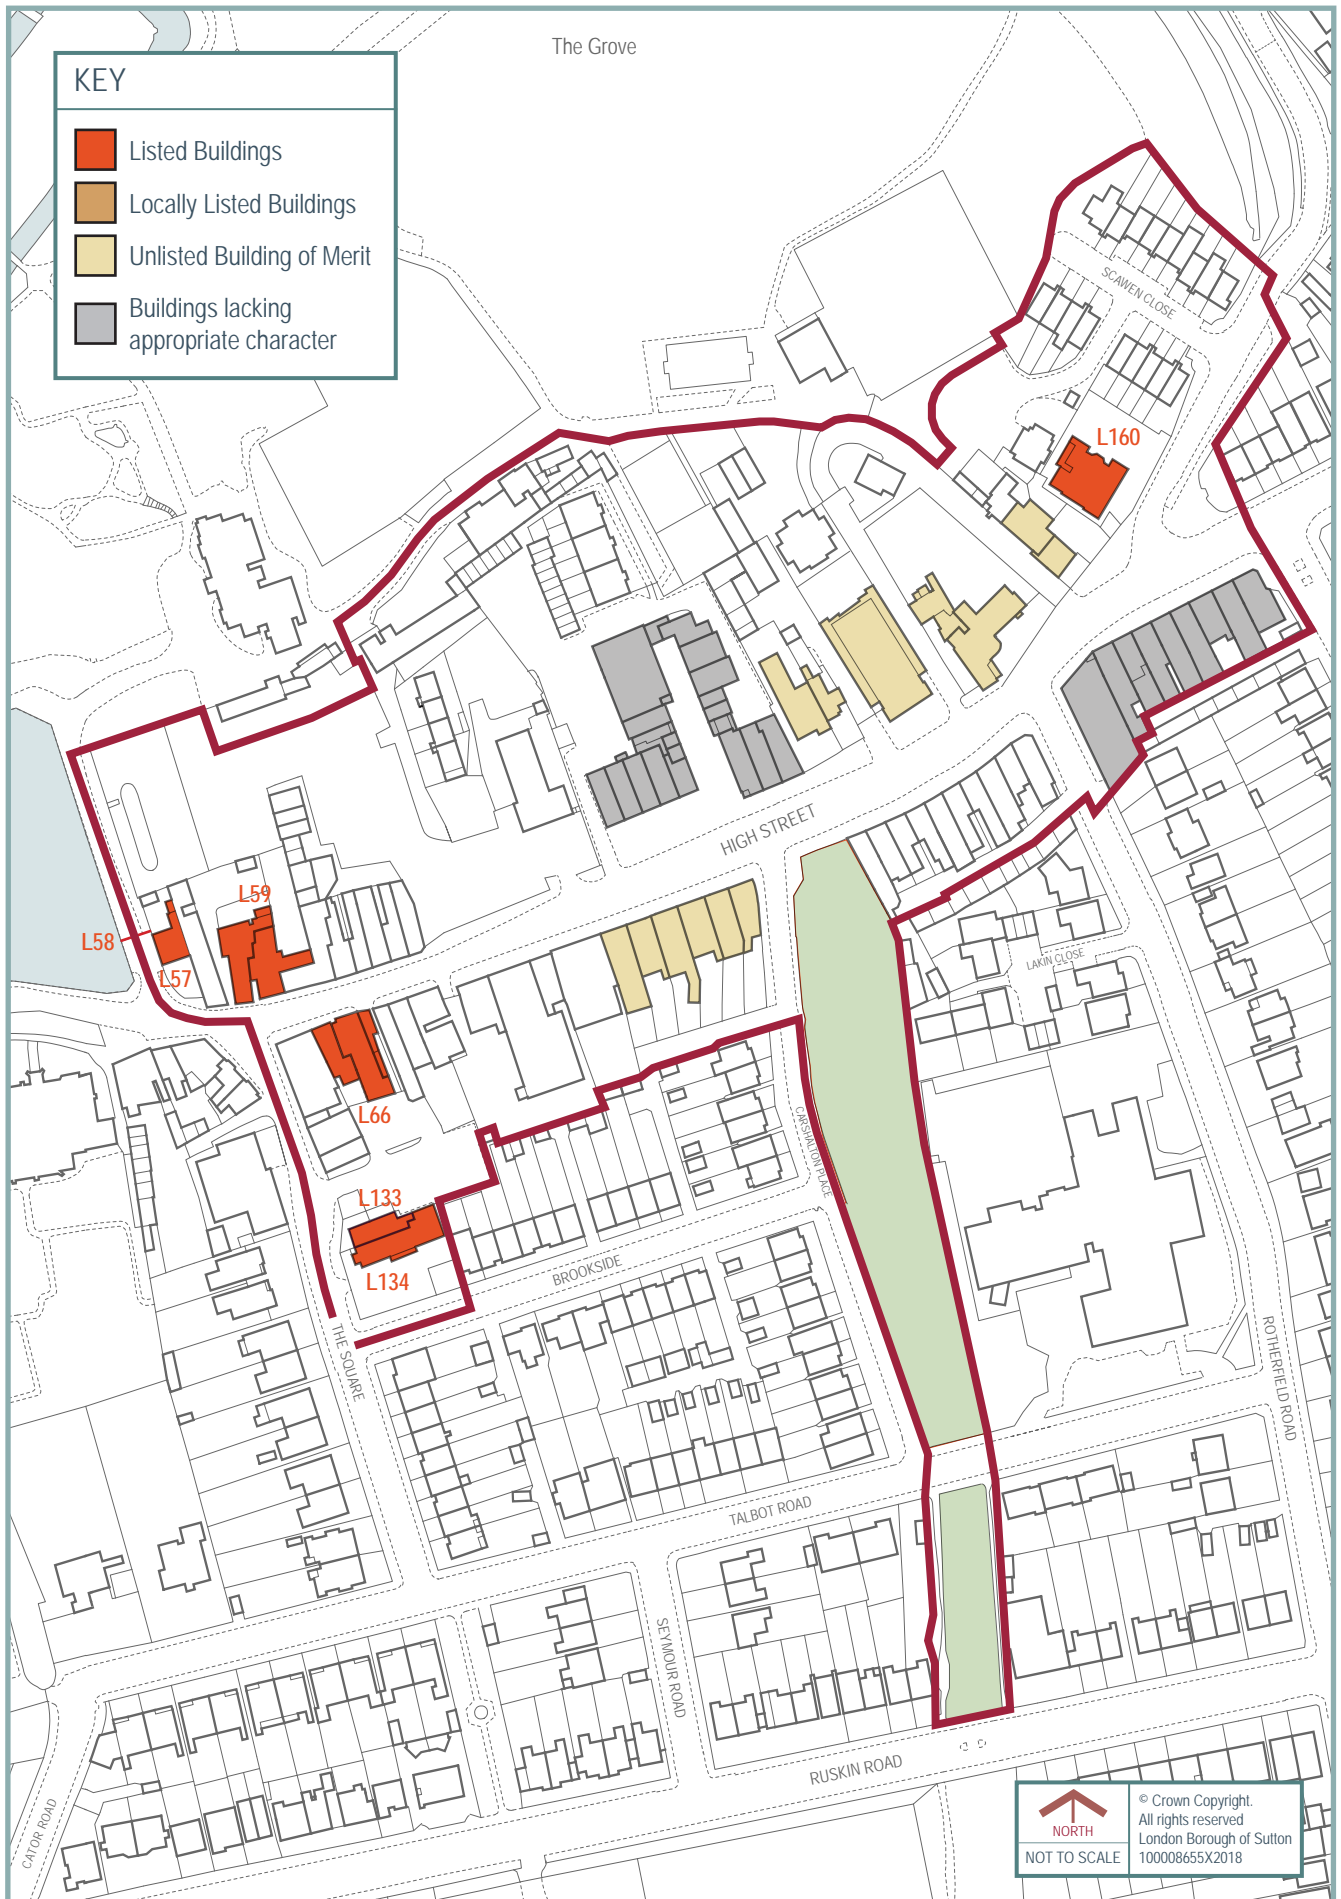 The Grove
KEY
Listed Buildings
Locally Listed Buildings
Unlisted Building of Merit
Buildings lacking
appropriate character
SCAWEN CLOSE
L160
HIGH STREET
L59
L58
L57
LAKIN CLOSE
L66
CARSHALTON PLACE
L133
L134
BROOKSIDE
THE SQUARE
ROTHERFIELD ROAD
TALBOT ROAD
SEYMOUR ROAD
RUSKIN ROAD
CATOR ROAD
NORTH
NOT TO SCALE
© Crown Copyright.
All rights reserved
London Borough of Sutton
100008655X2018